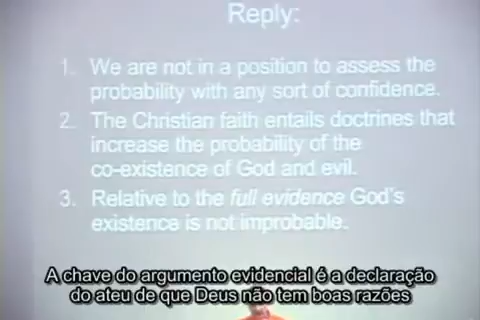 Reply:
1. We are not in a position to assess the
probability with any sort of confidence.
2. The Christian faith entails doctrines that
increase the probability of the
co-existence of God and evil.
3. Relative to the full evidence God's
existence is not improbable.
A chave do argumento evidencial é a declaração
do ateu de que Deus não tem boas razões